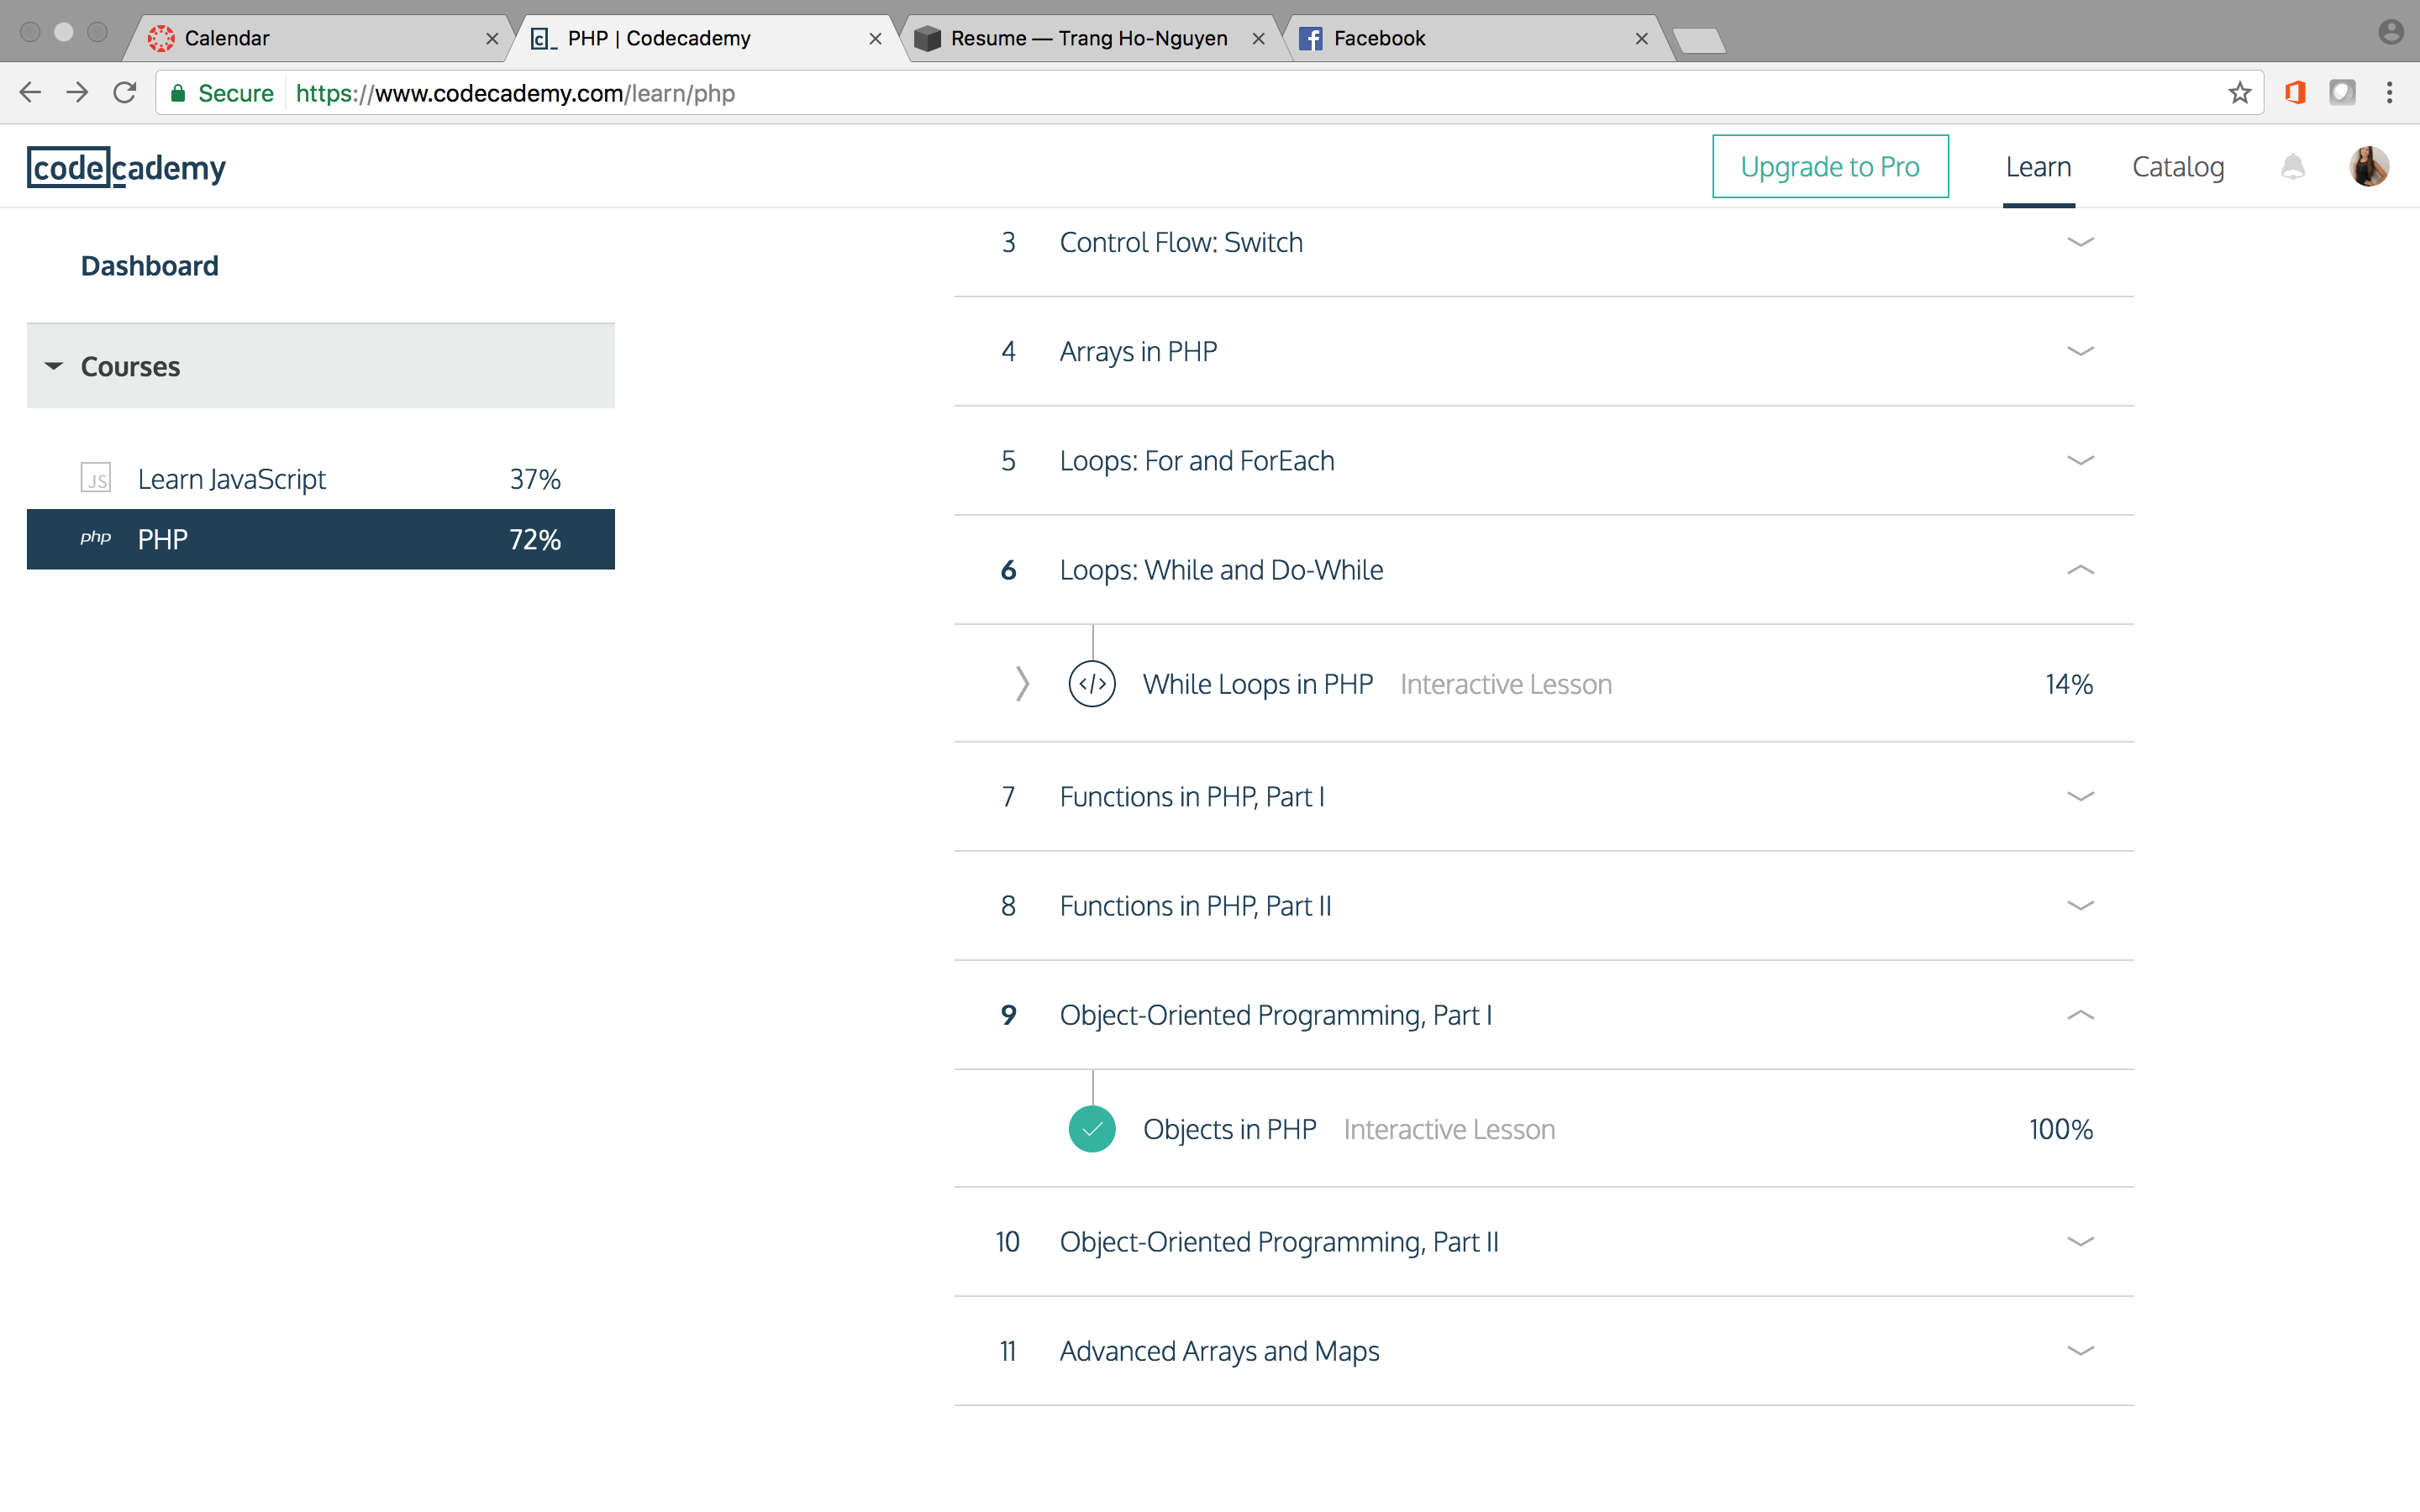 Calendar
PHP | Codecademy
Resume — Trang Ho-Nguyen
Facebook
Secure https://www.codecademy.com/learn/php
codecademy
Upgrade to Pro
Learn
Catalog
Dashboard
Courses
JS Learn JavaScript 37%
php PHP 72%
3 Control Flow: Switch
4 Arrays in PHP
5 Loops: For and ForEach
6 Loops: While and Do-While
</> While Loops in PHP Interactive Lesson 14%
7 Functions in PHP, Part I
8 Functions in PHP, Part II
9 Object-Oriented Programming, Part I
Objects in PHP Interactive Lesson 100%
10 Object-Oriented Programming, Part II
11 Advanced Arrays and Maps